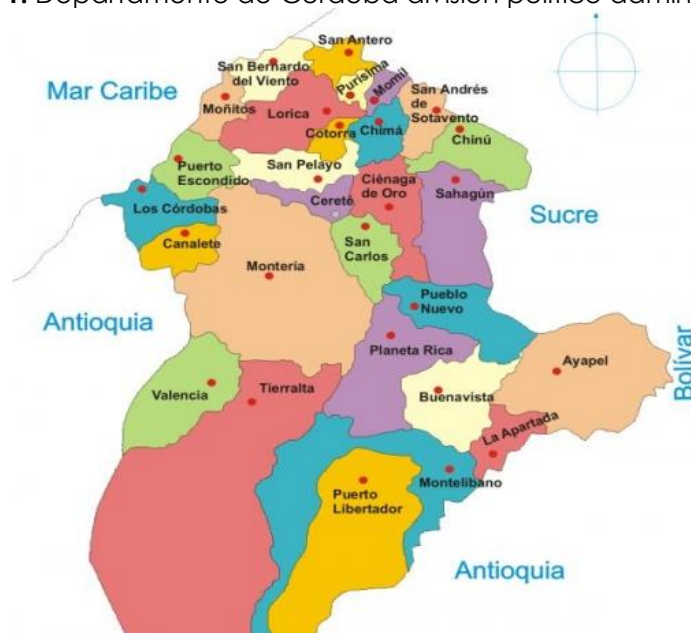 Departamento de Córdoba división político admin
San Antero
San Bernardo
del Viento
Purísima
Momil
San Andrés
de
Sotavento
Mar Caribe
Moñitos
Lorica
Cotorra
Chimá
Chinú
Puerto
Escondido
San Pelayo
Ciénaga
de Oro
Sahagún
Cereté
Los Córdobas
Sucre
Canalete
San
Carlos
Montería
Pueblo
Nuevo
Antioquia
Planeta Rica
Ayapel
Bolívar
Valencia
Tierralta
Buenavista
La Apartada
Montelibano
Puerto
Libertador
Antioquia